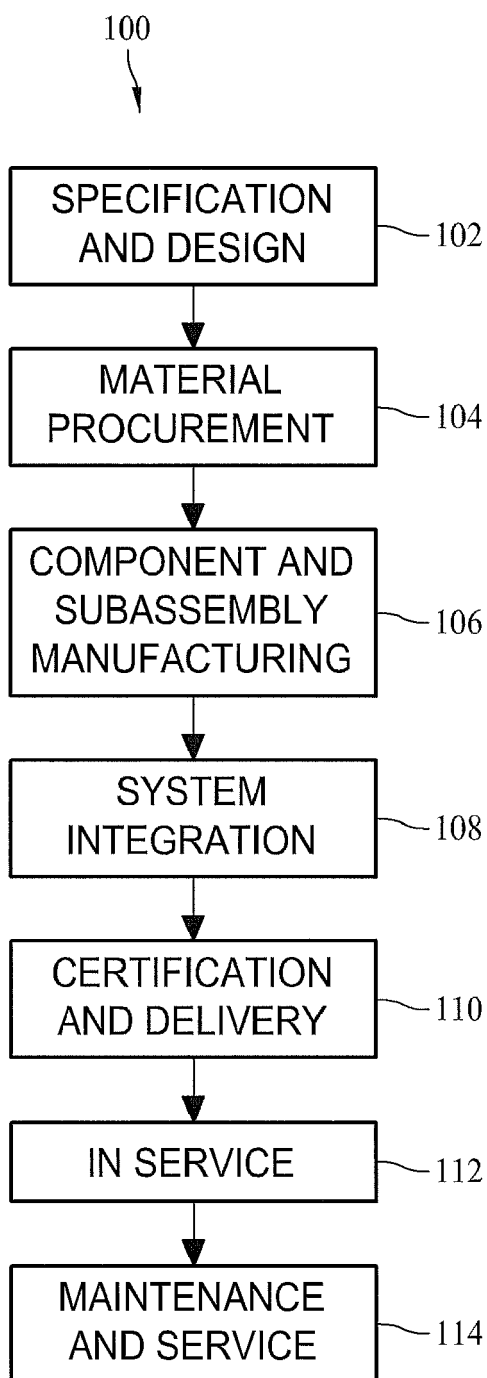 100
SPECIFICATION
AND DESIGN
102
MATERIAL
PROCUREMENT
104
COMPONENT AND
SUBASSEMBLY
MANUFACTURING
106
SYSTEM
INTEGRATION
108
CERTIFICATION
AND DELIVERY
110
IN SERVICE
112
MAINTENANCE
AND SERVICE
114